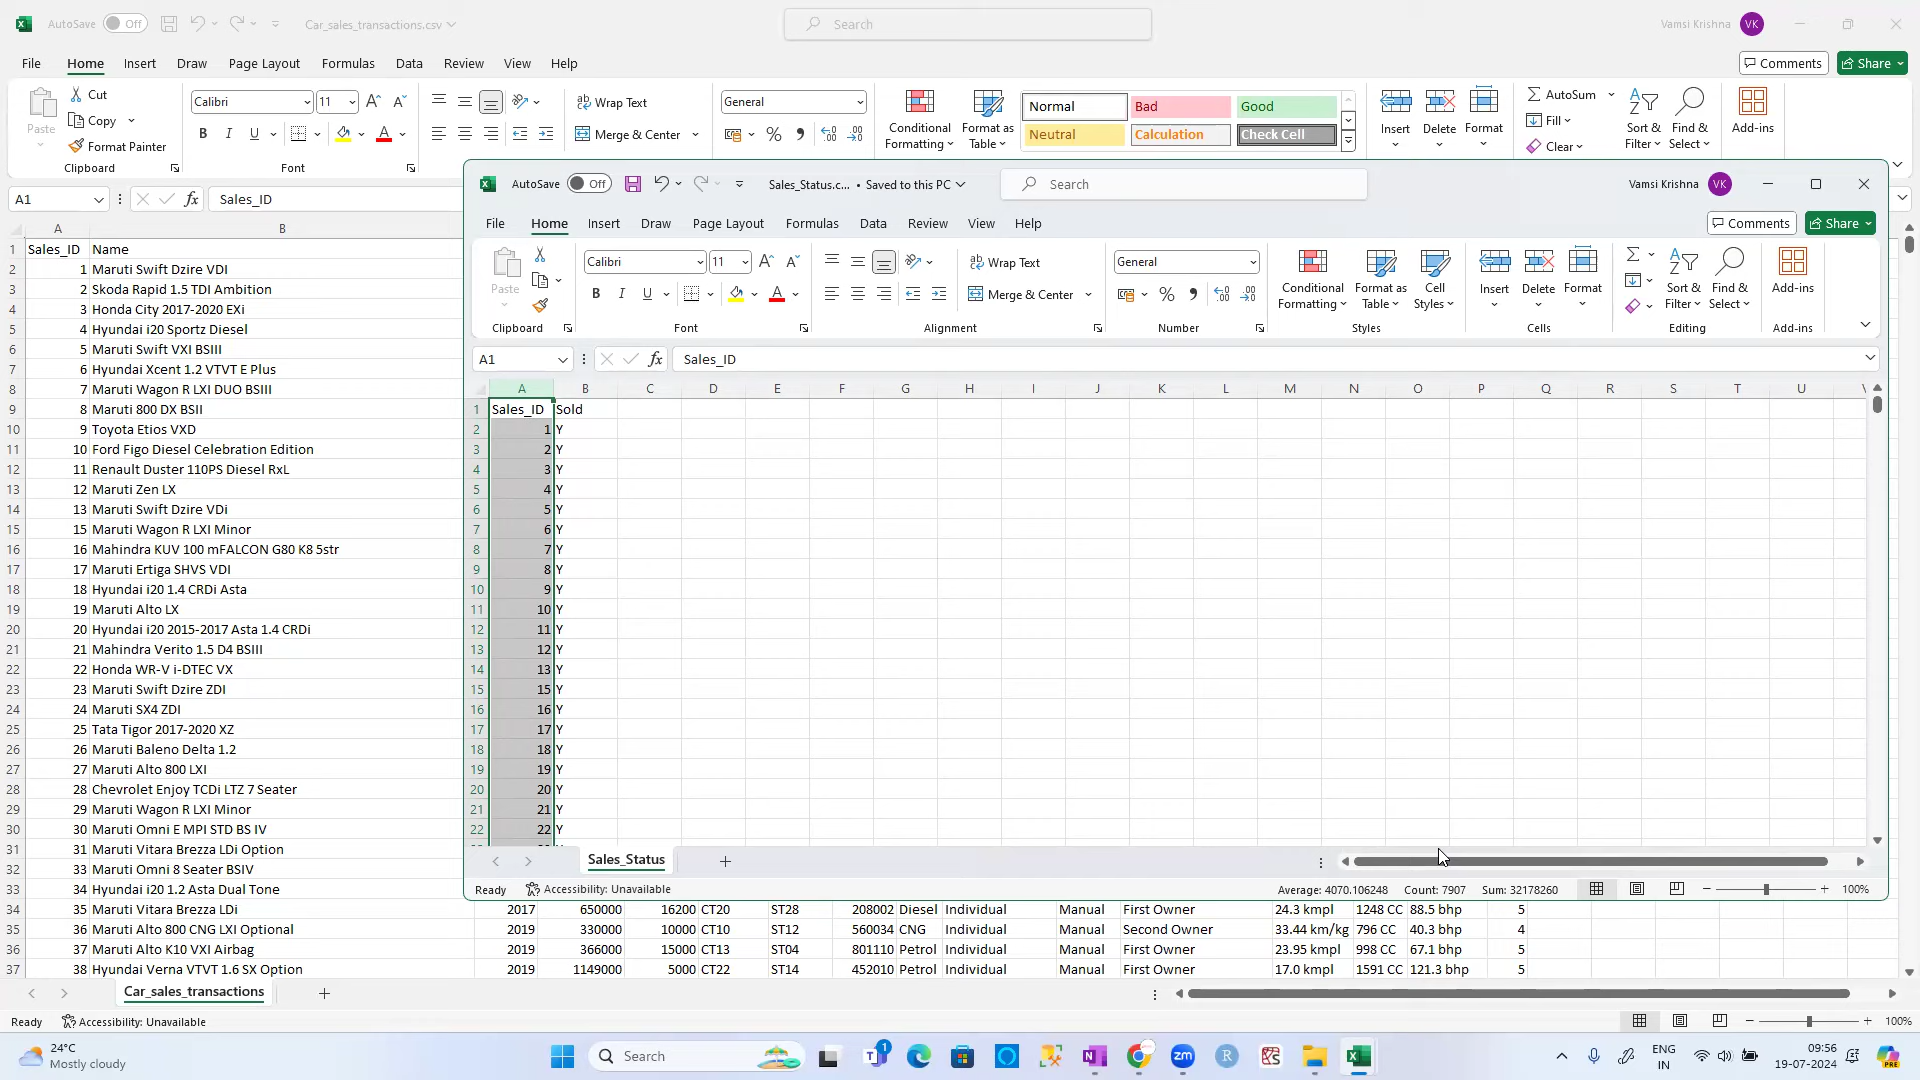 AutoSave Off Car_sales_transactions.csv Search Vamsi Krishna VK
File Home Insert Draw Page Layout Formulas Data Review View Help Comments Share
Paste Cut Copy Format Painter Clipboard
Calibri 11 B I U A Font
Wrap Text Merge & Center
General % ,
Conditional Formatting Format as Table
Normal Bad Good
Neutral Calculation Check Cell
Insert Delete Format
AutoSum Fill Clear Sort & Filter Find & Select Add-ins
A1 fx Sales_ID
A B
1 Sales_ID Name
2 1 Maruti Swift Dzire VDI
3 2 Skoda Rapid 1.5 TDI Ambition
4 3 Honda City 2017-2020 EXi
5 4 Hyundai i20 Sportz Diesel
6 5 Maruti Swift VXI BSIII
7 6 Hyundai Xcent 1.2 VTVT E Plus
8 7 Maruti Wagon R LXI DUO BSIII
9 8 Maruti 800 DX BSII
10 9 Toyota Etios VXD
11 10 Ford Figo Diesel Celebration Edition
12 11 Renault Duster 110PS Diesel RxL
13 12 Maruti Zen LX
14 13 Maruti Swift Dzire VDi
15 15 Maruti Wagon R LXI Minor
16 16 Mahindra KUV 100 mFALCON G80 K8 5str
17 17 Maruti Ertiga SHVS VDI
18 18 Hyundai i20 1.4 CRDi Asta
19 19 Maruti Alto LX
20 20 Hyundai i20 2015-2017 Asta 1.4 CRDi
21 21 Mahindra Verito 1.5 D4 BSIII
22 22 Honda WR-V i-DTEC VX
23 23 Maruti Swift Dzire ZDI
24 24 Maruti SX4 ZDI
25 25 Tata Tigor 2017-2020 XZ
26 26 Maruti Baleno Delta 1.2
27 27 Maruti Alto 800 LXI
28 28 Chevrolet Enjoy TCDi LTZ 7 Seater
29 29 Maruti Wagon R LXI Minor
30 30 Maruti Omni E MPI STD BS IV
31 31 Maruti Vitara Brezza LDi Option
32 33 Maruti Omni 8 Seater BSIV
33 34 Hyundai i20 1.2 Asta Dual Tone
34 35 Maruti Vitara Brezza LDi 2017 650000 16200 CT20 ST28 208002 Diesel Individual Manual First Owner 24.3 kmpl 1248 CC 88.5 bhp 5
35 36 Maruti Alto 800 CNG LXI Optional 2019 330000 10000 CT10 ST12 560034 CNG Individual Manual Second Owner 33.44 km/kg 796 CC 40.3 bhp 4
36 37 Maruti Alto K10 VXI Airbag 2019 366000 15000 CT13 ST04 801110 Petrol Individual Manual First Owner 23.95 kmpl 998 CC 67.1 bhp 5
37 38 Hyundai Verna VTVT 1.6 SX Option 2019 1149000 5000 CT22 ST14 452010 Petrol Individual Manual First Owner 17.0 kmpl 1591 CC 121.3 bhp 5
Car_sales_transactions
Ready Accessibility: Unavailable 100%
AutoSave Off Sales_Status.c... • Saved to this PC Search Vamsi Krishna VK
File Home Insert Draw Page Layout Formulas Data Review View Help Comments Share
Paste Clipboard
Calibri 11 B I U A Font
Wrap Text Merge & Center Alignment
General % , Number
Conditional Formatting Format as Table Cell Styles Styles
Insert Delete Format Cells
Sort & Filter Find & Select Editing
Add-ins Add-ins
A1 fx Sales_ID
A B C D E F G H I J K L M N O P Q R S T U
1 Sales_ID Sold
2 1 Y
3 2 Y
4 3 Y
5 4 Y
6 5 Y
7 6 Y
8 7 Y
9 8 Y
10 9 Y
11 10 Y
12 11 Y
13 12 Y
14 13 Y
15 15 Y
16 16 Y
17 17 Y
18 18 Y
19 19 Y
20 20 Y
21 21 Y
22 22 Y
Sales_Status
Ready Accessibility: Unavailable Average: 4070.106248 Count: 7907 Sum: 32178260 100%
24°C
Mostly cloudy
Search
1
zm
R
ENG
IN
09:56
19-07-2024
PRE